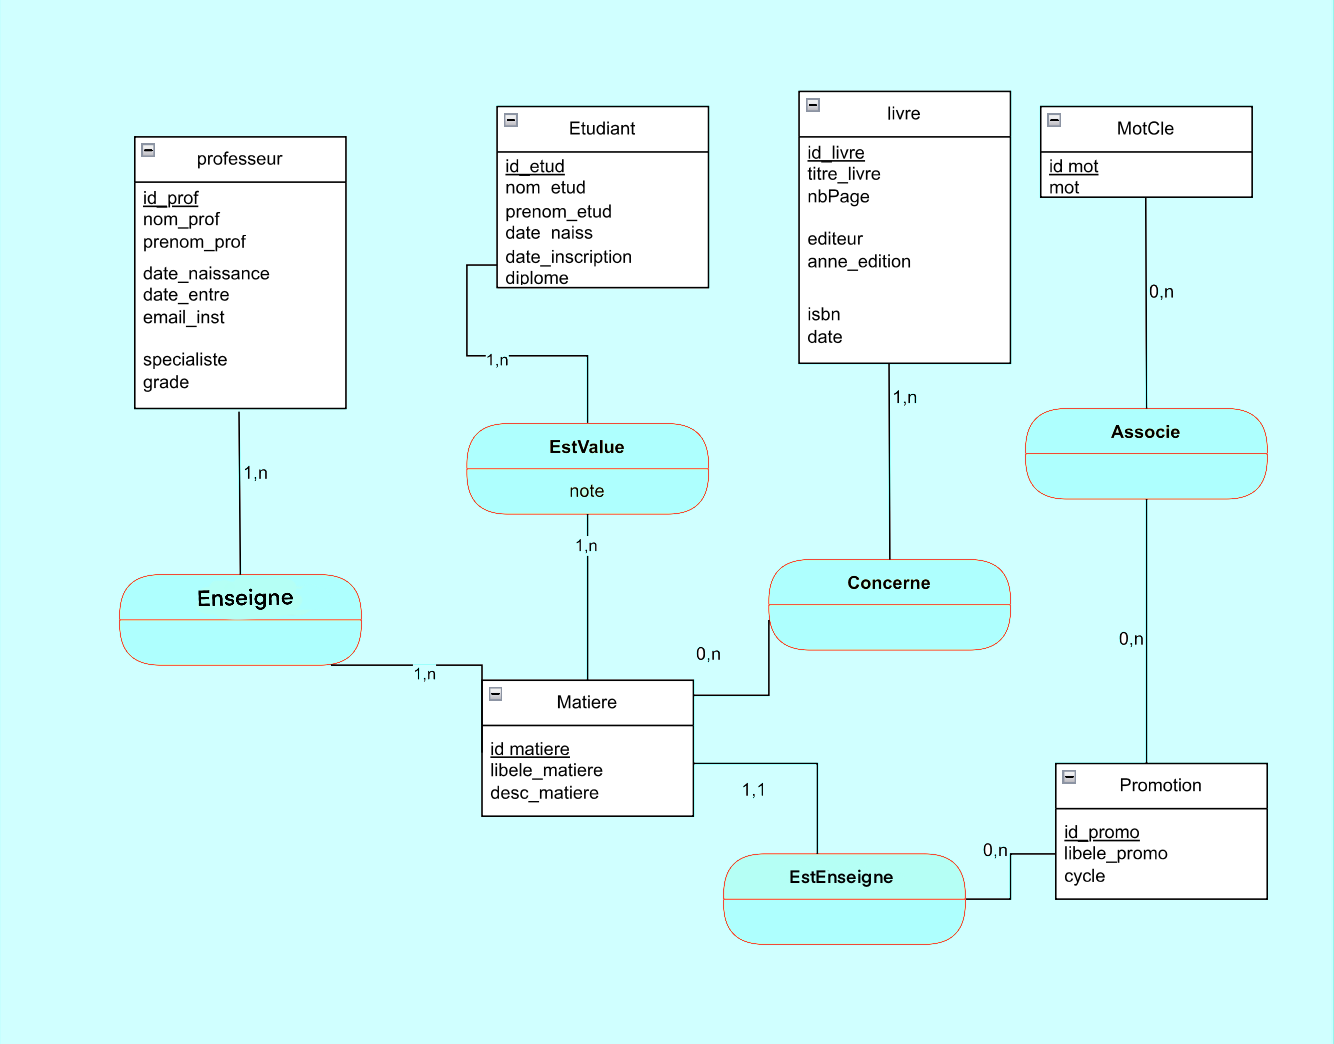 professeur
id_prof
nom_prof
prenom_prof
date_naissance
date_entre
email_inst
specialiste
grade
Etudiant
id_etud
nom etud
prenom_etud
date naiss
date_inscription
diplome
livre
id_livre
titre_livre
nbPage
editeur
anne_edition
isbn
date
MotCle
id mot
mot
0,n
1,n
1,n
1,n
EstValue
note
Associe
1,n
Enseigne
Concerne
0,n
0,n
1,n
Matiere
id matiere
libele_matiere
desc_matiere
1,1
Promotion
id_promo
libele_promo
cycle
0,n
EstEnseigne